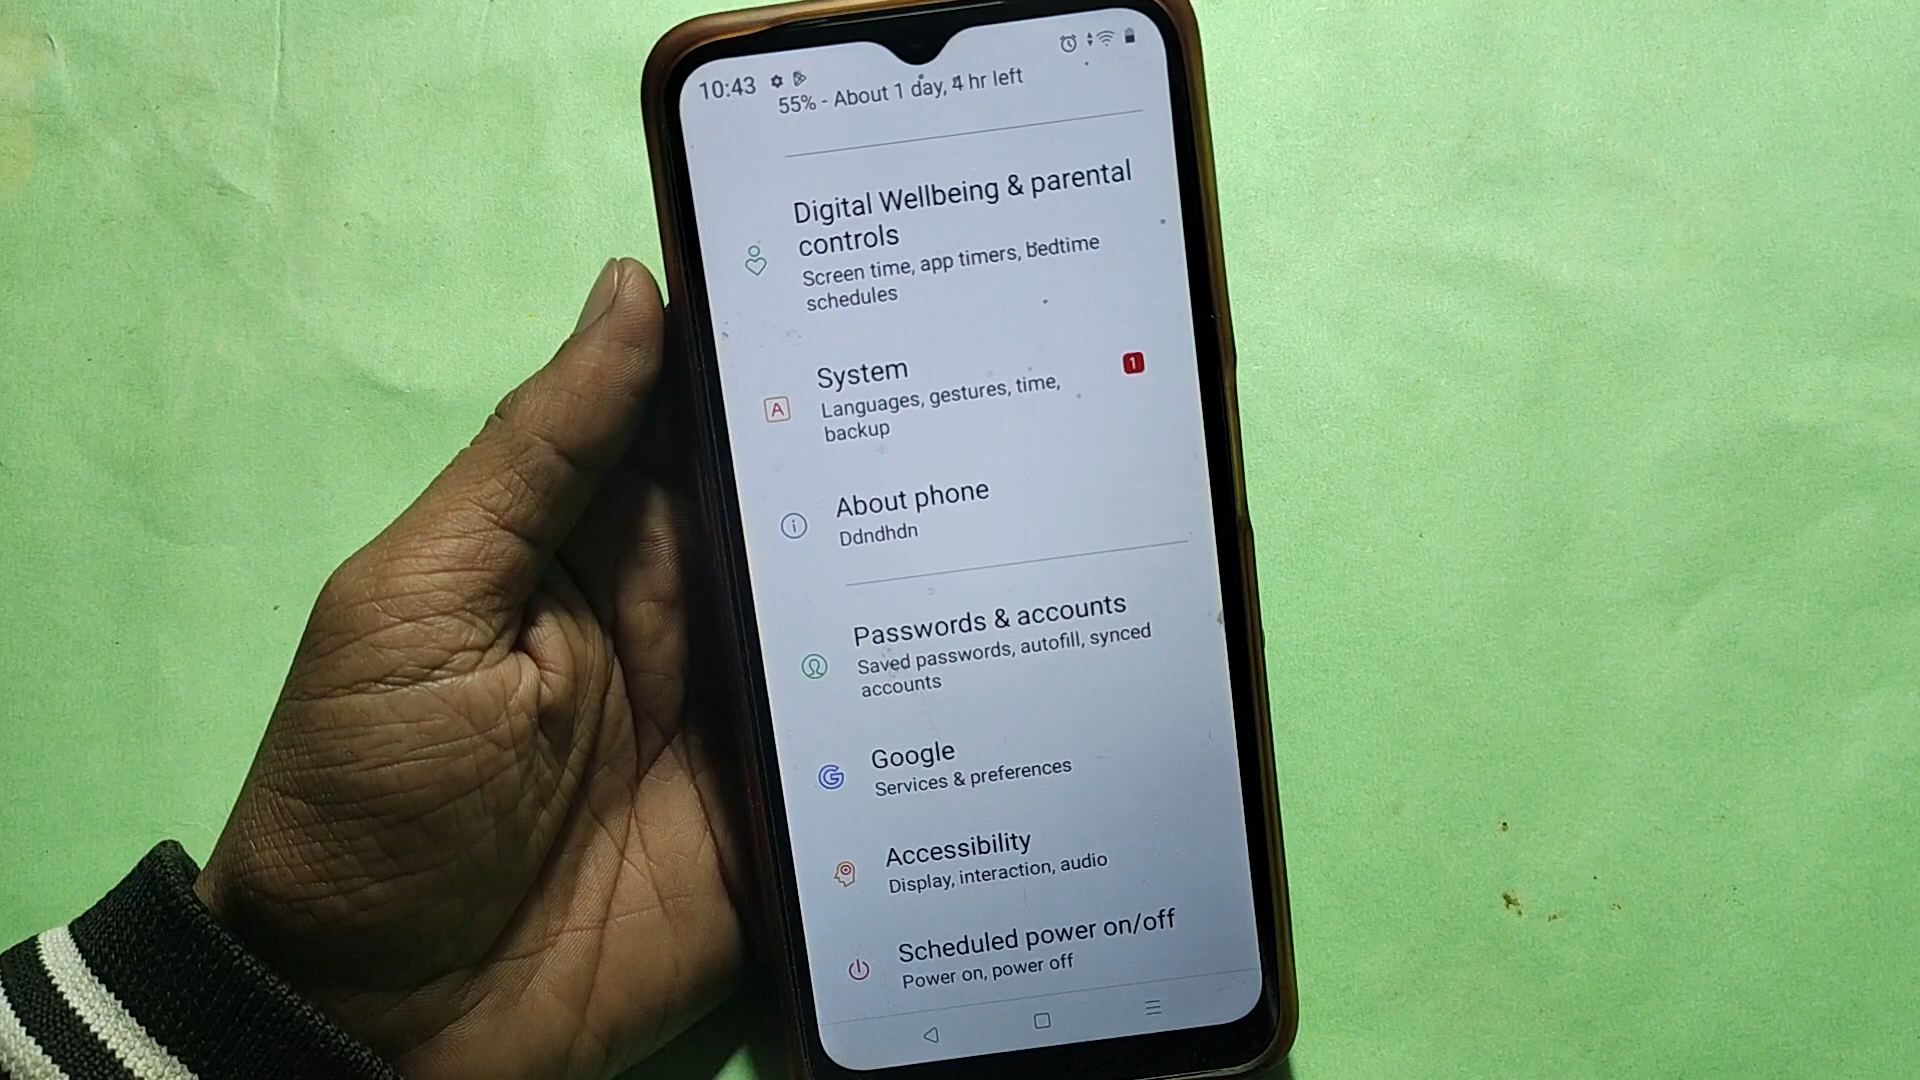 10:43
55% - About 1 day, 4 hr left
Digital Wellbeing & parental
controls
Screen time, app timers, bedtime
schedules
System
1
Languages, gestures, time,
backup
A
About phone
Ddndhdn
Passwords & accounts
Saved passwords, autofill, synced
accounts
Google
Services & preferences
Accessibility
Display, interaction, audio
Scheduled power on/off
Power on, power off